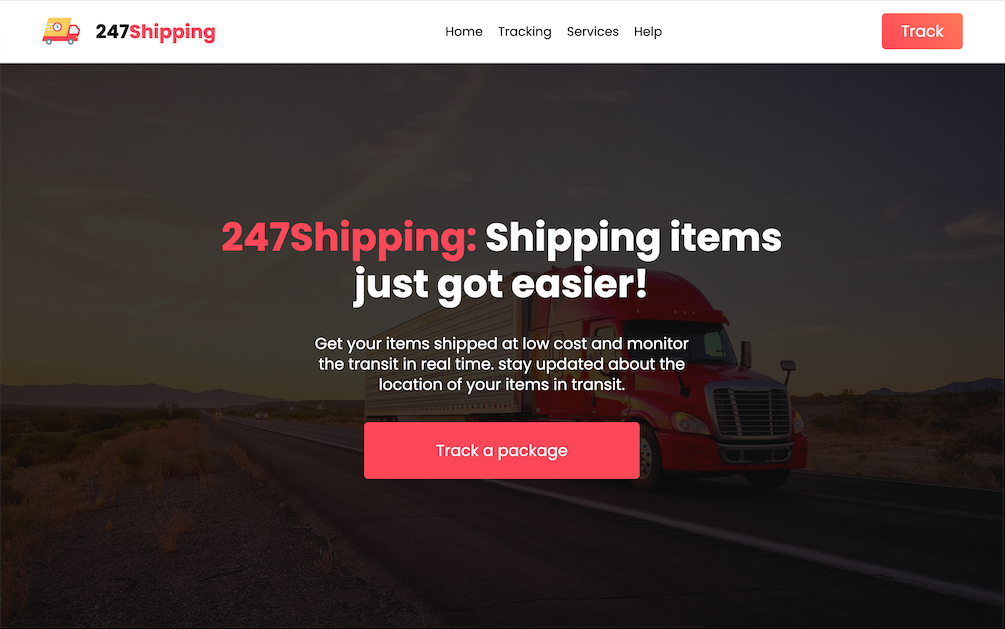 247Shipping
Home Tracking Services Help
Track
247Shipping: Shipping items
just got easier!
Get your items shipped at low cost and monitor
the transit in real time. stay updated about the
location of your items in transit.
Track a package